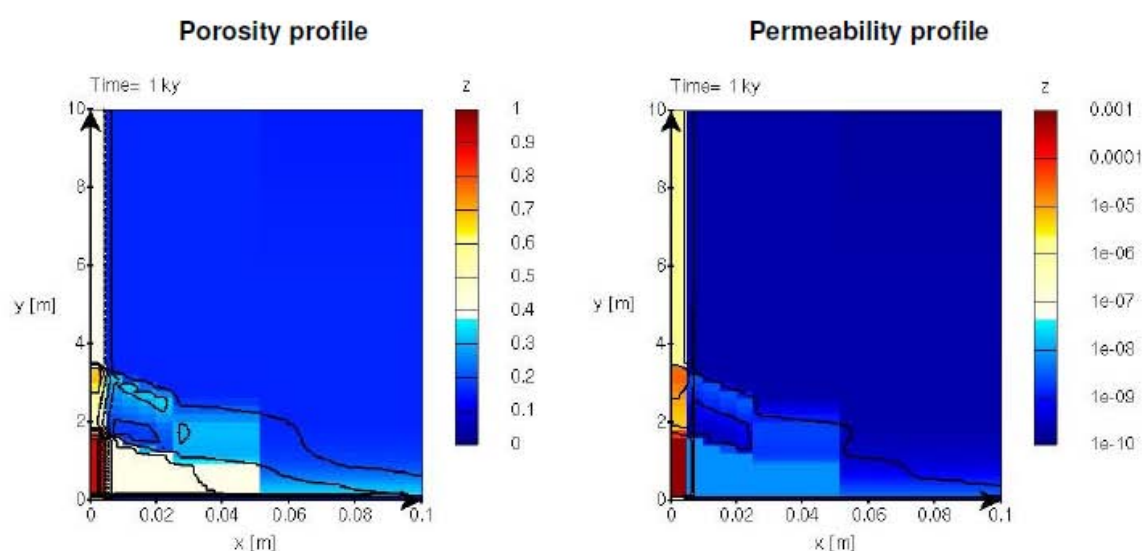 Porosity profile
Permeability profile
Time= 1 ky
z
10
8
6
4
2
0
y [m]
0
0.02
0.04
0.06
0.08
0.1
x [m]
1
0.9
0.8
0.7
0.6
0.5
0.4
0.3
0.2
0.1
0
Time= 1 ky
z
10
8
6
4
2
0
y [m]
0
0.02
0.04
0.06
0.08
0.1
x [m]
0.001
0.0001
1e-05
1e-06
1e-07
1e-08
1e-09
1e-10